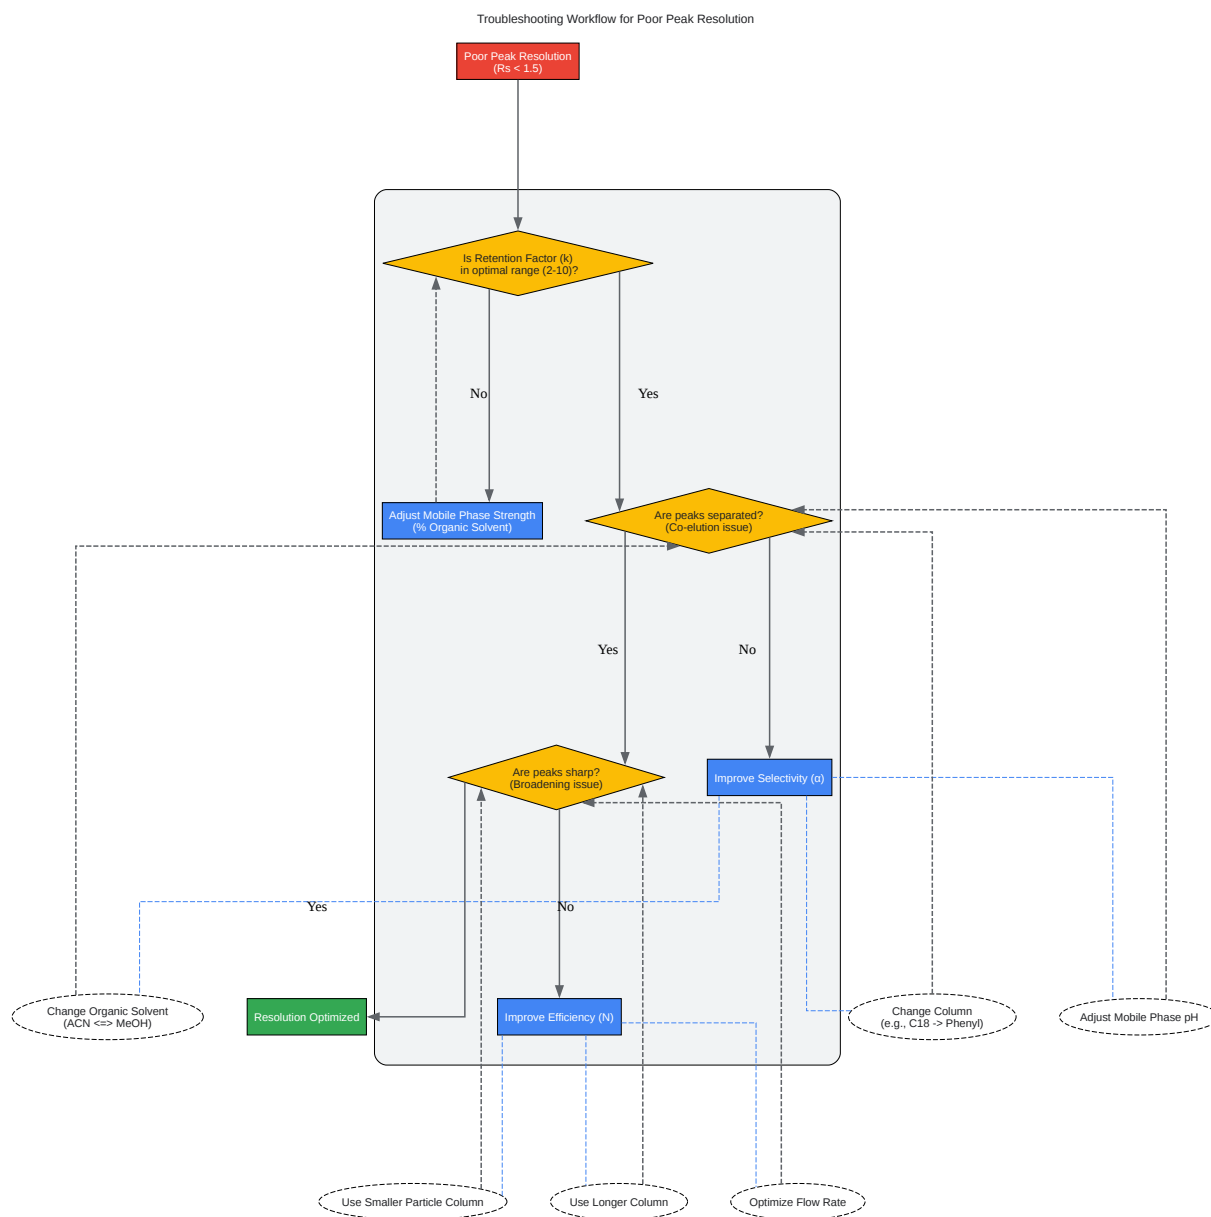 Troubleshooting Workflow for Poor Peak Resolution
Poor Peak Resolution
(Rs < 1.5)
Is Retention Factor (k)
in optimal range (2-10)?
No
Yes
Adjust Mobile Phase Strength
(% Organic Solvent)
Are peaks separated?
(Co-elution issue)
Yes
No
Are peaks sharp?
(Broadening issue)
Improve Selectivity (α)
Yes
No
Change Organic Solvent
(ACN <=> MeOH)
Resolution Optimized
Improve Efficiency (N)
Change Column
(e.g., C18 -> Phenyl)
Adjust Mobile Phase pH
Use Smaller Particle Column
Use Longer Column
Optimize Flow Rate